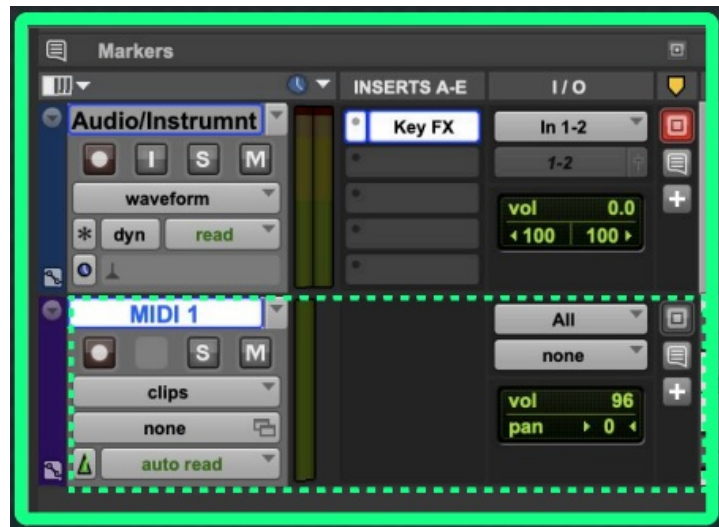 Markers
INSERTS A-E I / O
Audio/Instrumnt Key FX In 1-2
I S M 1-2
waveform
vol 0.0
* dyn read 100 100
MIDI 1 All
S M none
clips
vol 96
none pan 0
auto read